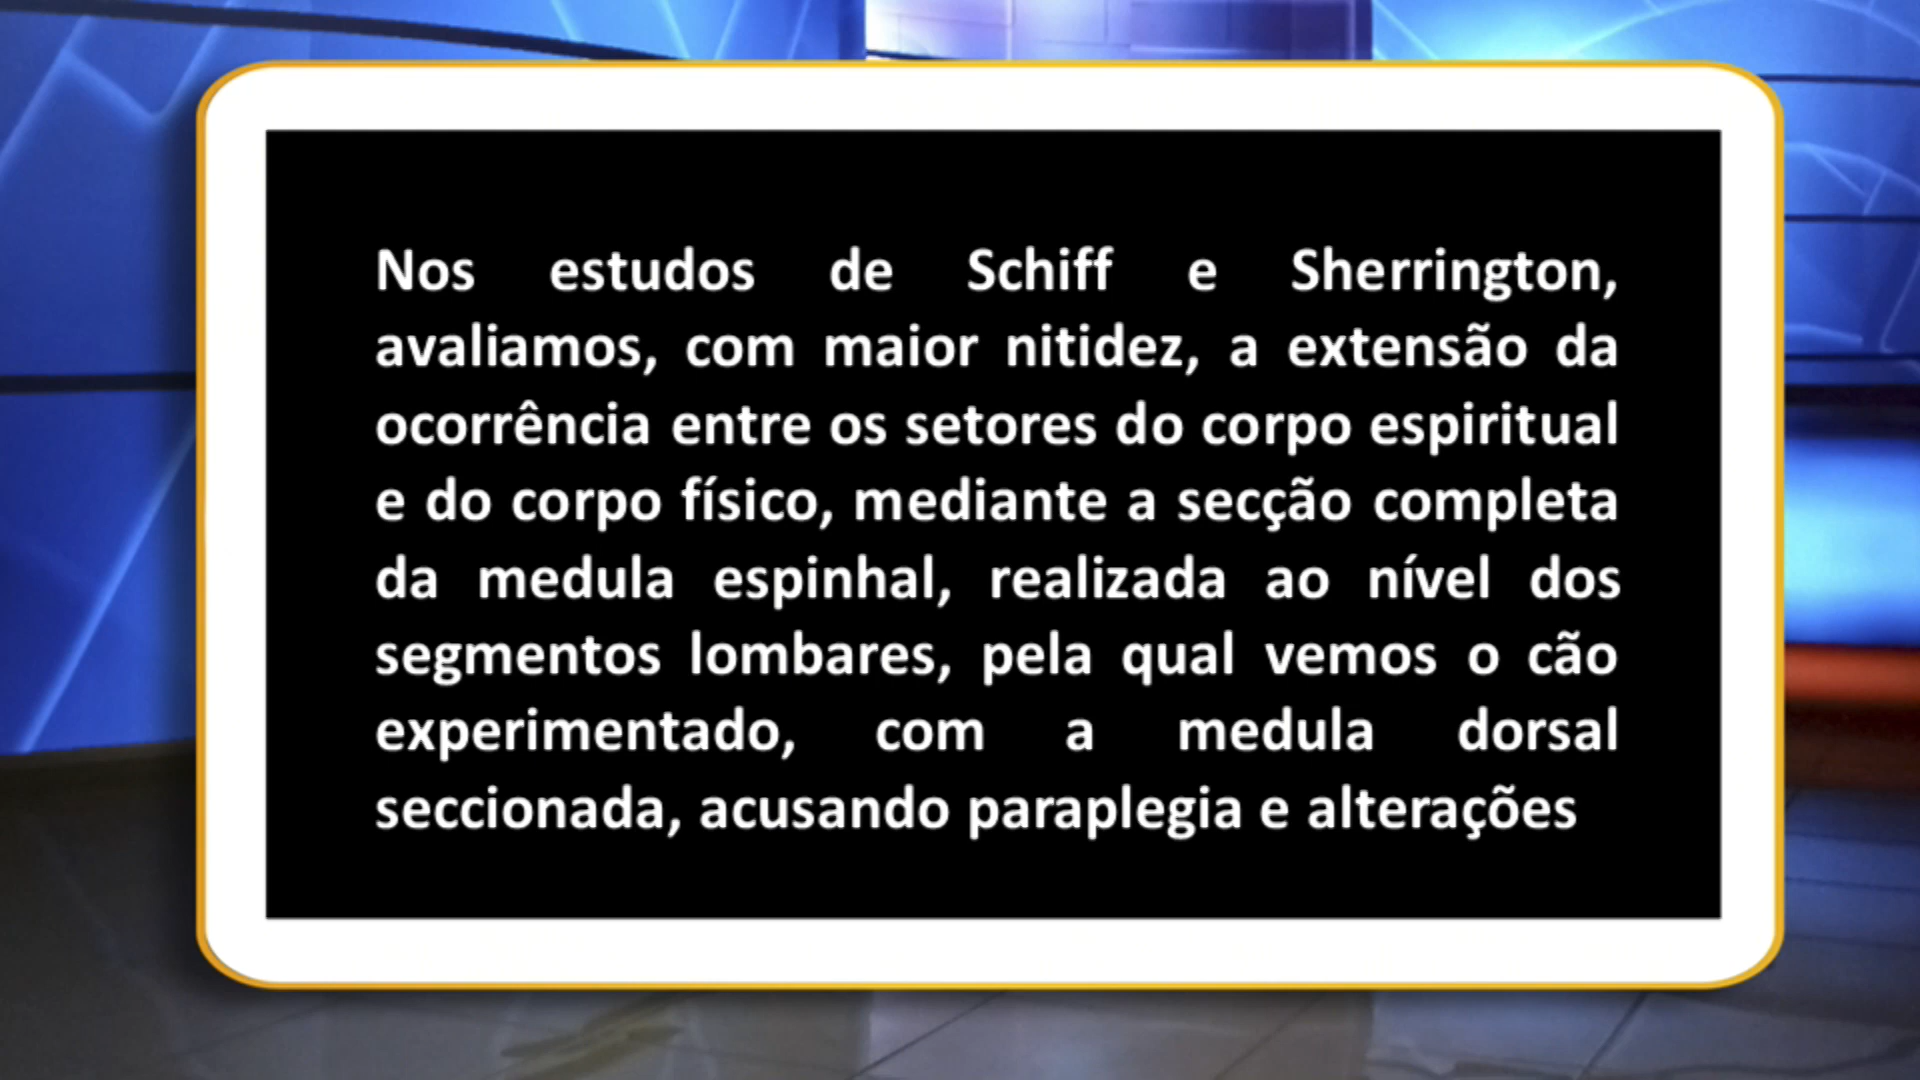 Nos estudos de Schiff e Sherrington,
avaliamos, com maior nitidez, a extensão da
ocorrência entre os setores do corpo espiritual
e do corpo físico, mediante a secção completa
da medula espinhal, realizada ao nível dos
segmentos lombares, pela qual vemos o cão
experimentado, com a medula dorsal
seccionada, acusando paraplegia e alterações